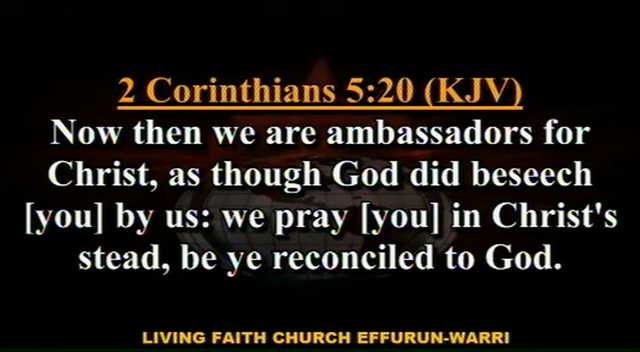 2 Corinthians 5:20 (KJV)
Now then we are ambassadors for
Christ, as though God did beseech
[you] by us: we pray [you] in Christ's
stead, be ye reconciled to God.
LIVING FAITH CHURCH EFFURUN-WARRI